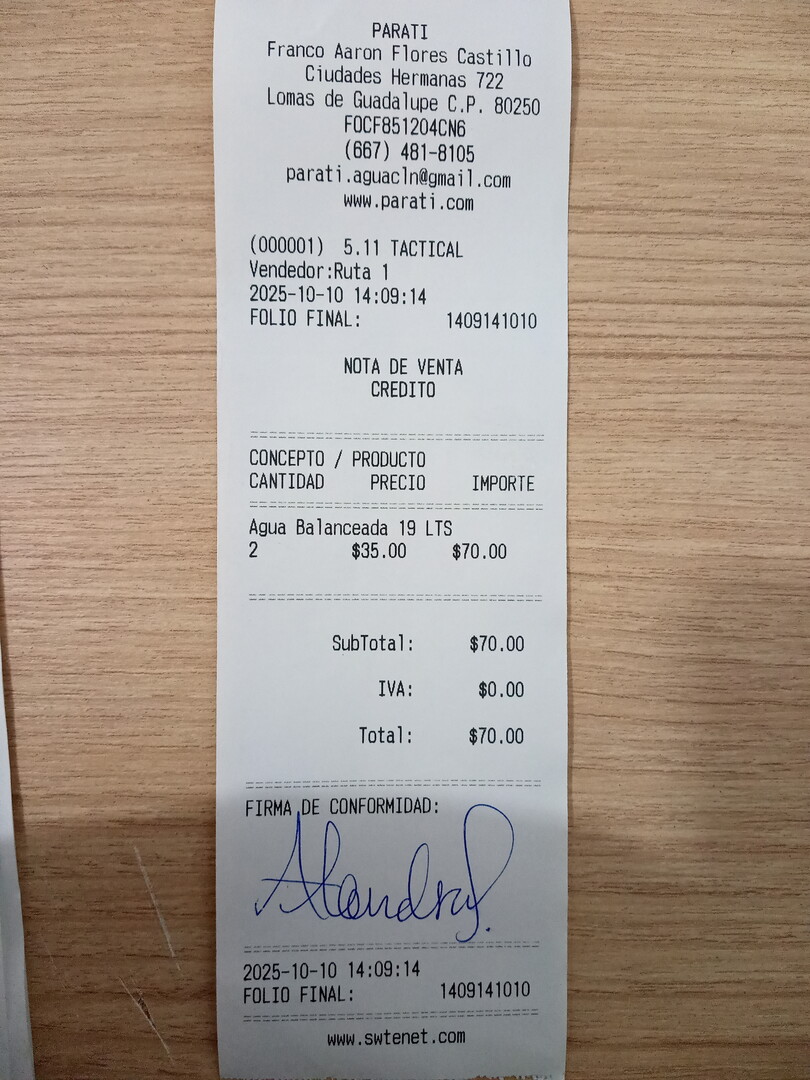 PARATI
Franco Aaron Flores Castillo
Ciudades Hermanas 722
Lomas de Guadalupe C.P. 80250
FOCF851204CN6
(667) 481-8105
parati.aguacln@gmail.com
www.parati.com
(000001) 5.11 TACTICAL
Vendedor:Ruta 1
2025-10-10 14:09:14
FOLIO FINAL: 1409141010
NOTA DE VENTA
CREDITO
CONCEPTO / PRODUCTO
CANTIDAD PRECIO IMPORTE
Agua Balanceada 19 LTS
2 $35.00 $70.00
SubTotal: $70.00
IVA: $0.00
Total: $70.00
FIRMA DE CONFORMIDAD:
2025-10-10 14:09:14
FOLIO FINAL: 1409141010
www.swtenet.com